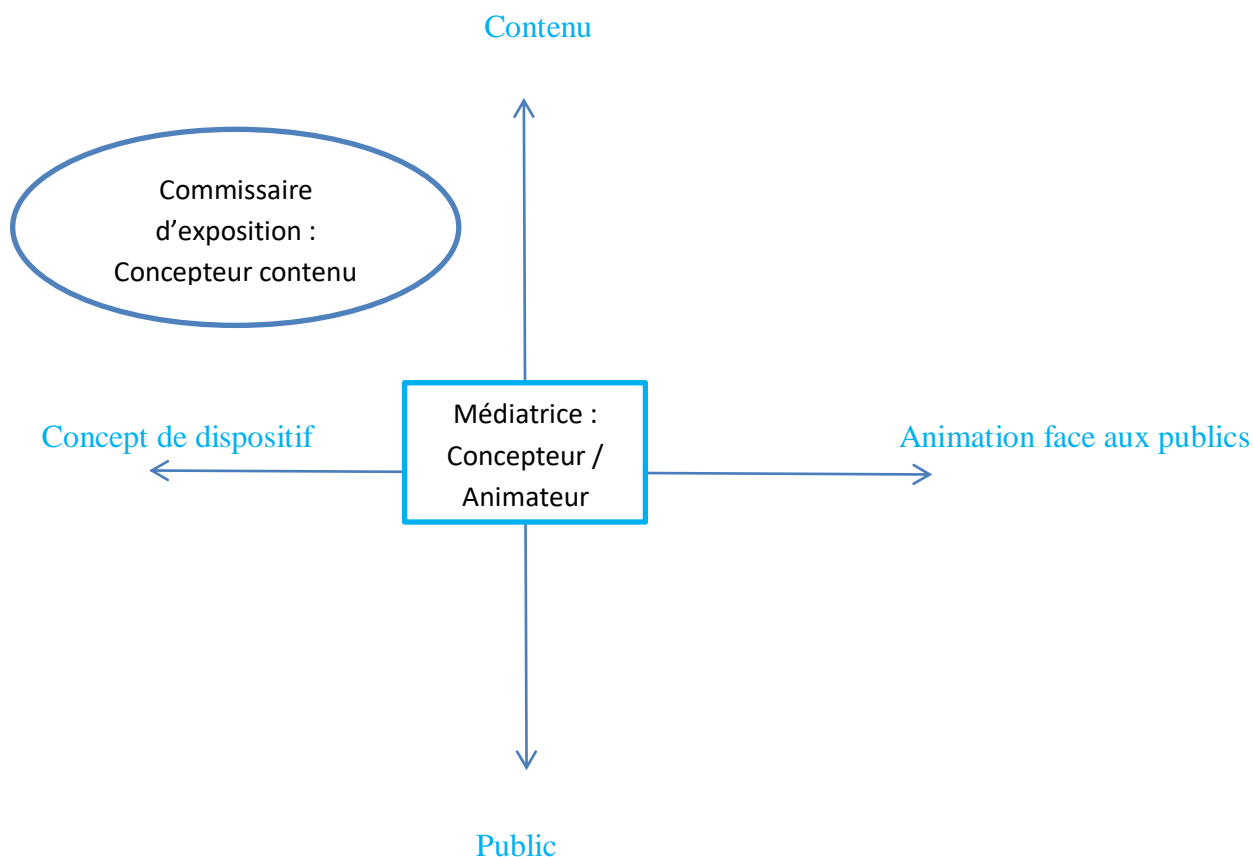 Contenu
Commissaire
d’exposition :
Concepteur contenu
Médiatrice :
Concepteur /
Animateur
Concept de dispositif
Animation face aux publics
Public